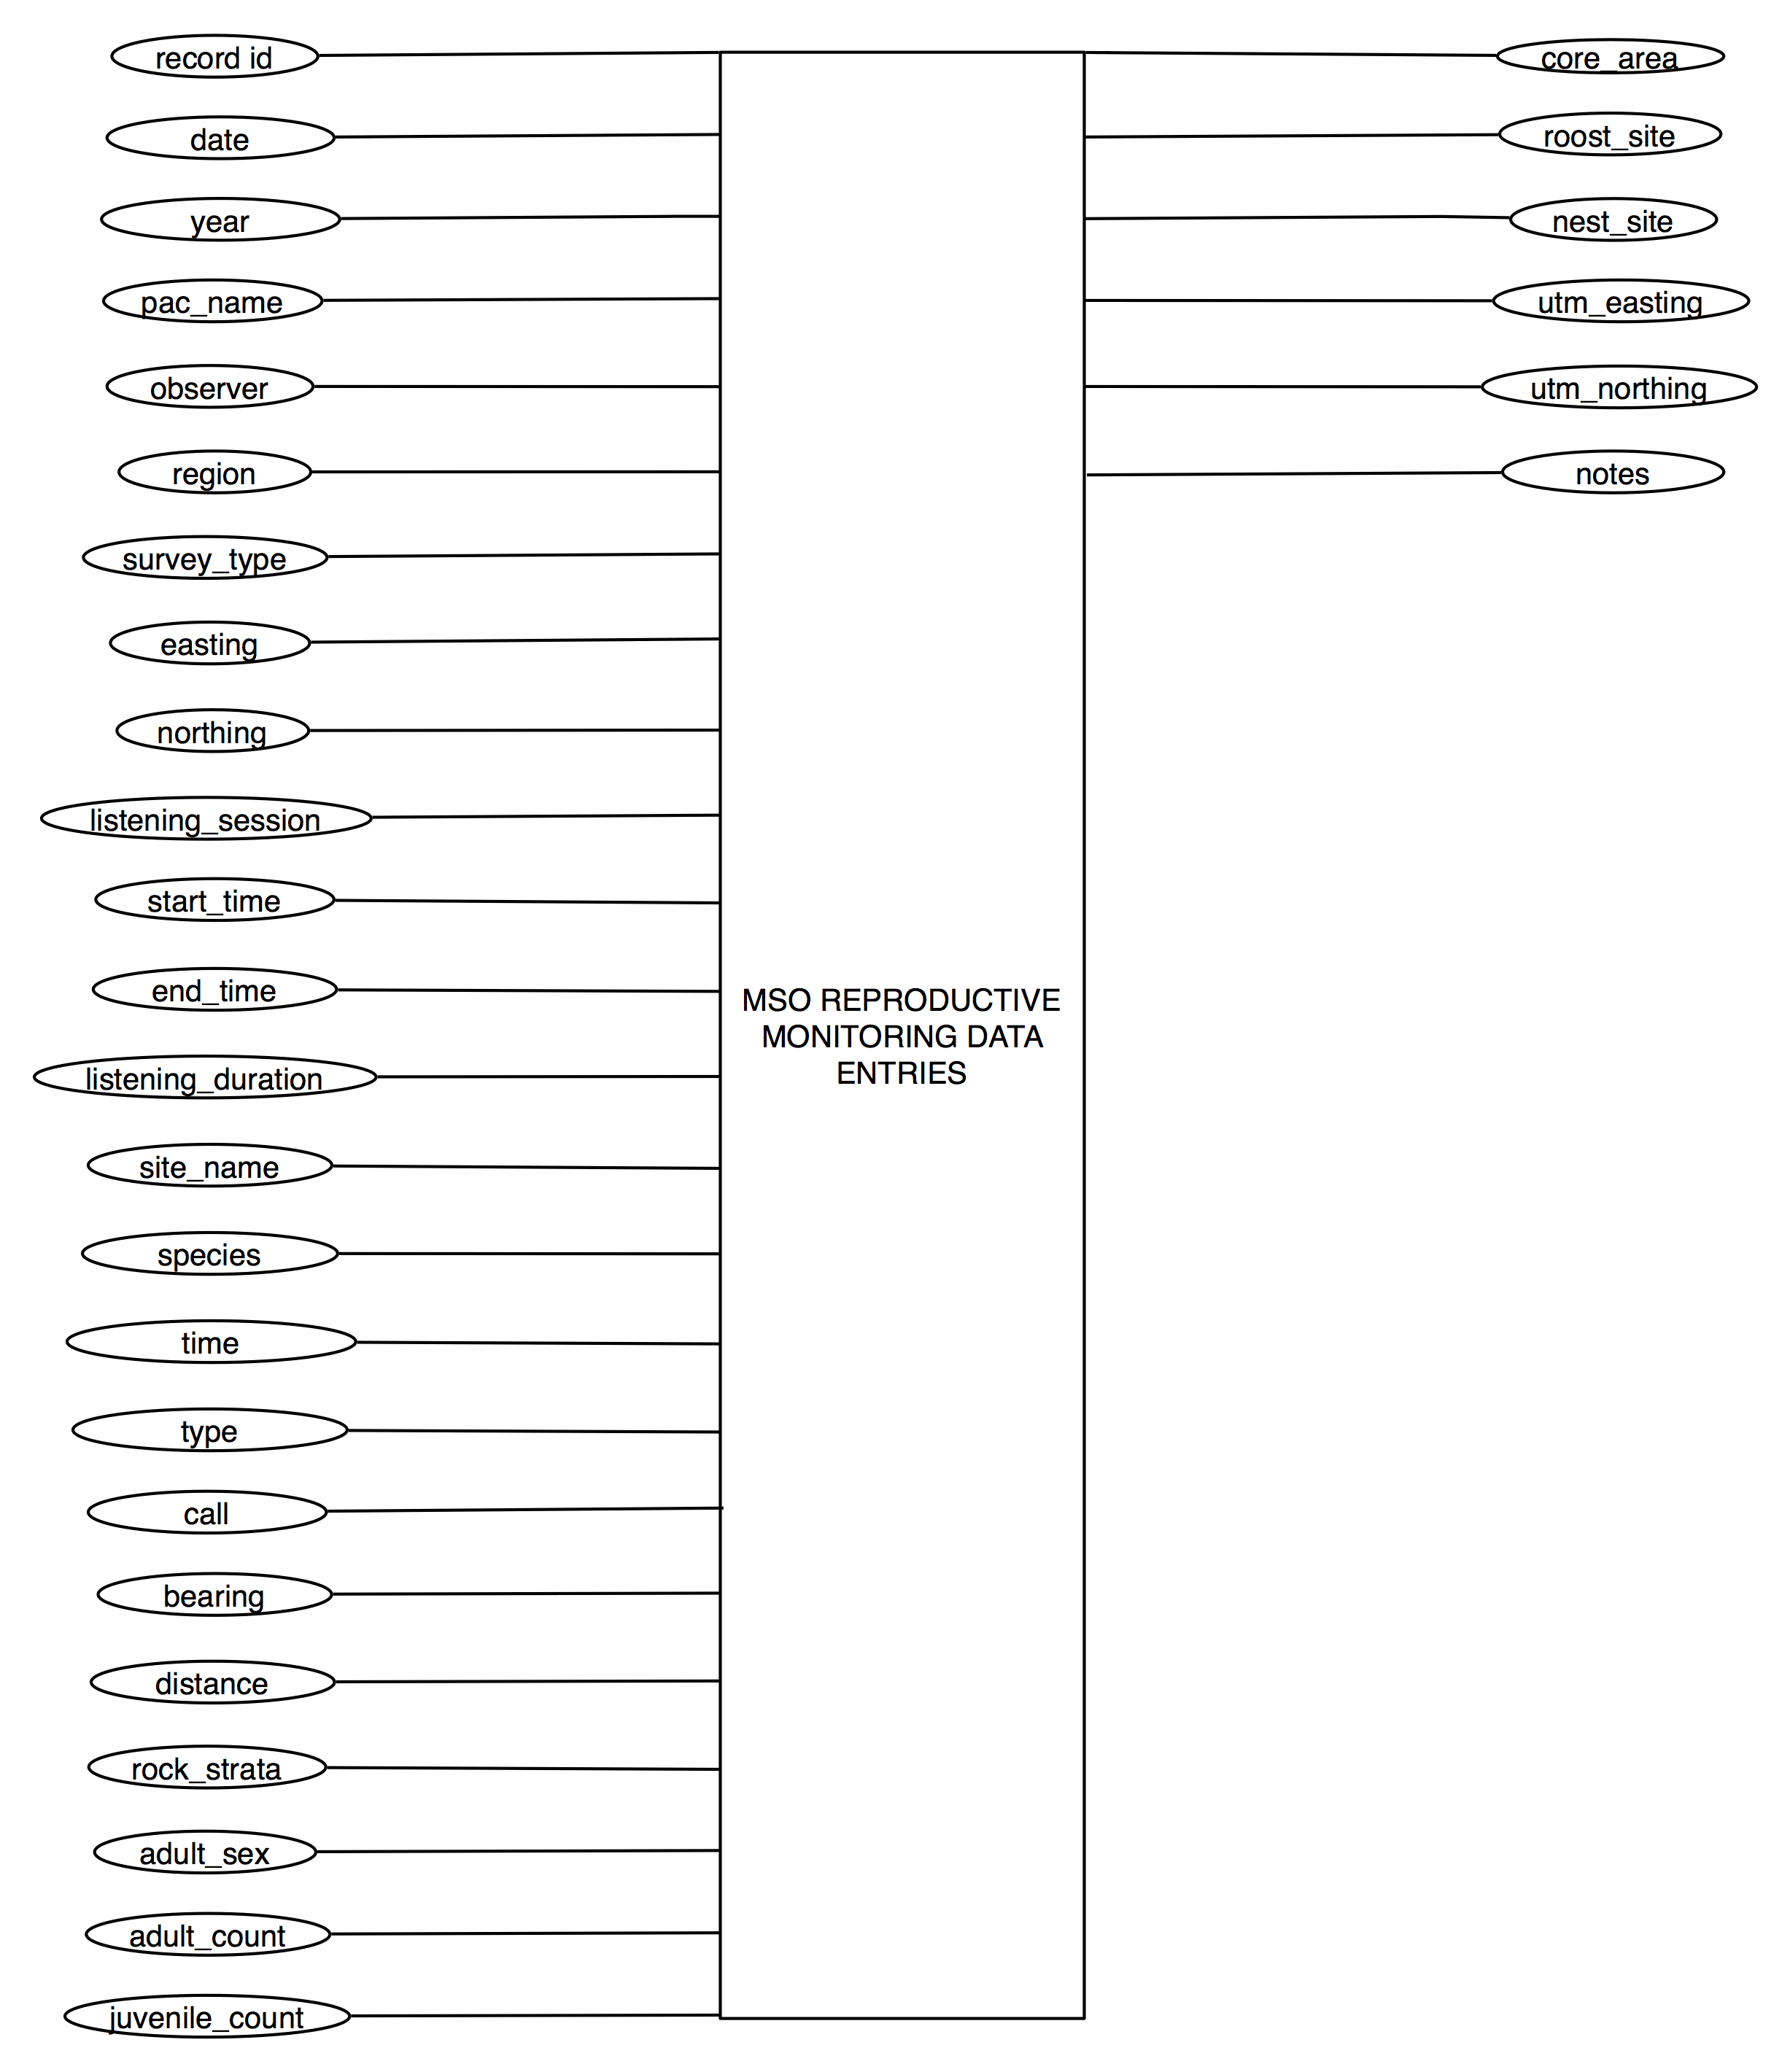 record id
date
year
pac_name
observer
region
survey_type
easting
northing
listening_session
start_time
end_time
listening_duration
site_name
species
time
type
call
bearing
distance
rock_strata
adult_sex
adult_count
juvenile_count
MSO REPRODUCTIVE
MONITORING DATA
ENTRIES
core_area
roost_site
nest_site
utm_easting
utm_northing
notes